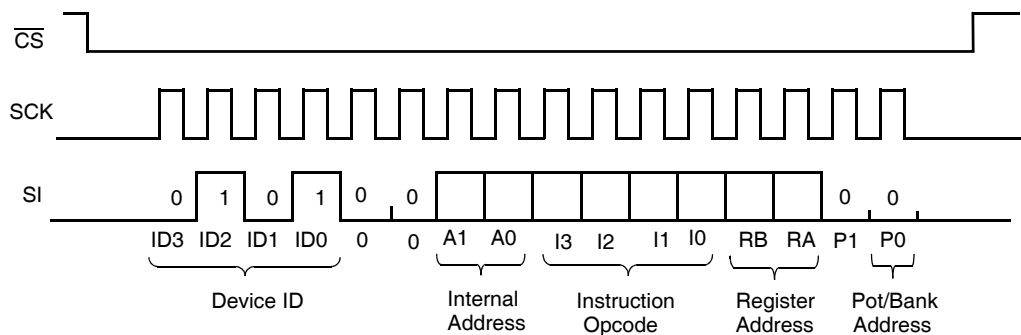 CS
SCK
SI
0 1 0 1 0 0 0 0
ID3 ID2 ID1 ID0 0 0 A1 A0 I3 I2 I1 I0 RB RA P1 P0
Device ID
Internal
Address
Instruction
Opcode
Register
Address
Pot/Bank
Address